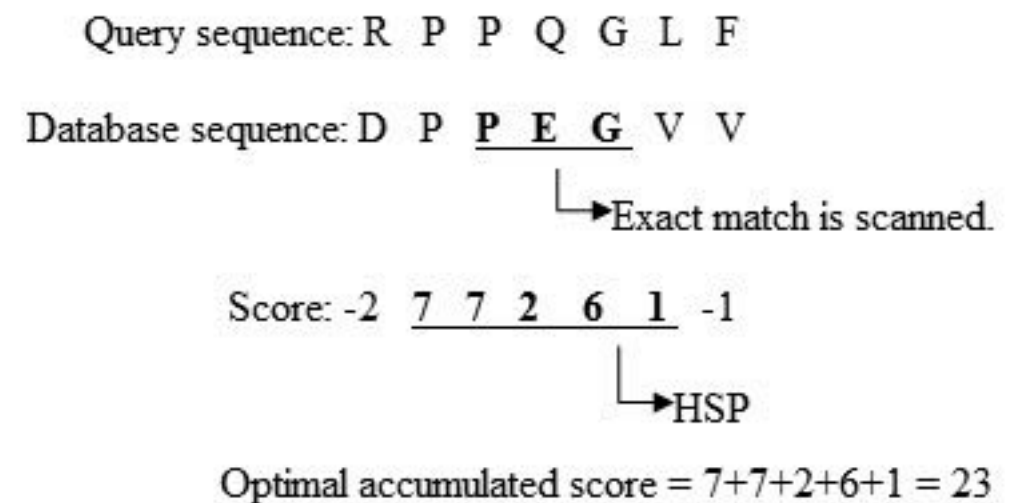 Query sequence: R P P Q G L F
Database sequence: D P P E G V V
Exact match is scanned.
Score: -2 7 7 2 6 1 -1
HSP
Optimal accumulated score = 7+7+2+6+1 = 23